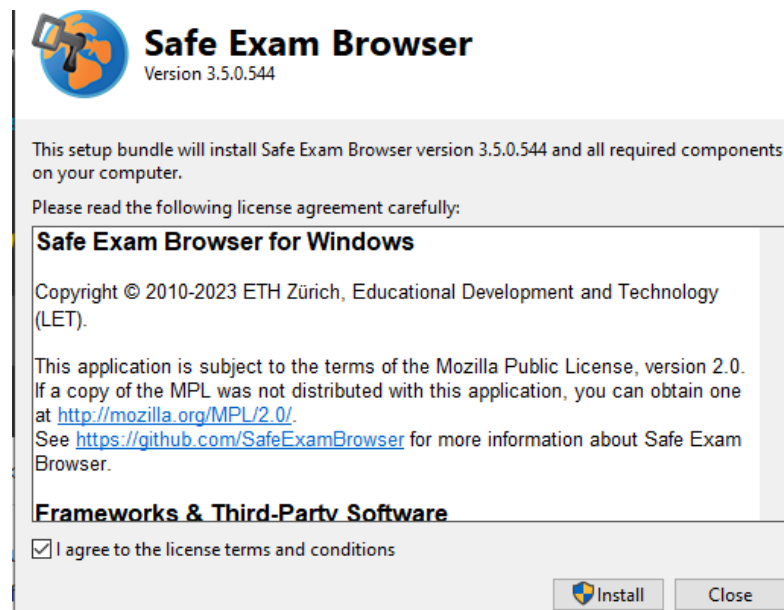 Safe Exam Browser
Version 3.5.0.544
This setup bundle will install Safe Exam Browser version 3.5.0.544 and all required components
on your computer.
Please read the following license agreement carefully:
Safe Exam Browser for Windows
Copyright © 2010-2023 ETH Zürich, Educational Development and Technology
(LET).
This application is subject to the terms of the Mozilla Public License, version 2.0.
If a copy of the MPL was not distributed with this application, you can obtain one
at http://mozilla.org/MPL/2.0/.
See https://github.com/SafeExamBrowser for more information about Safe Exam
Browser.
Frameworks & Third-Party Software
I agree to the license terms and conditions
Install Close